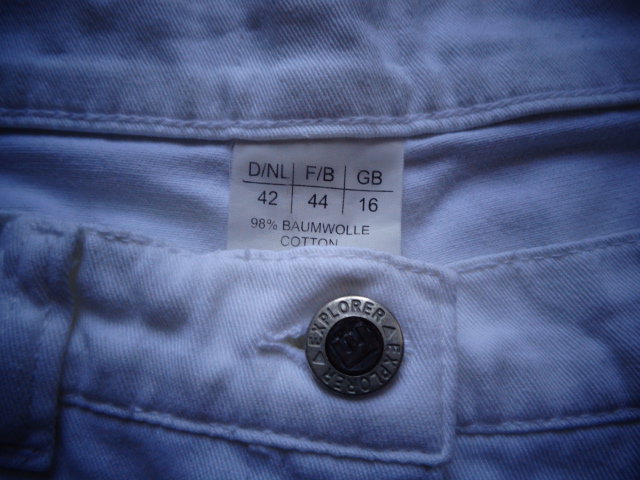 D/NL F/B GB
42 44 16
98% BAUMWOLLE
COTTON
EXPLORER
EXPLORER